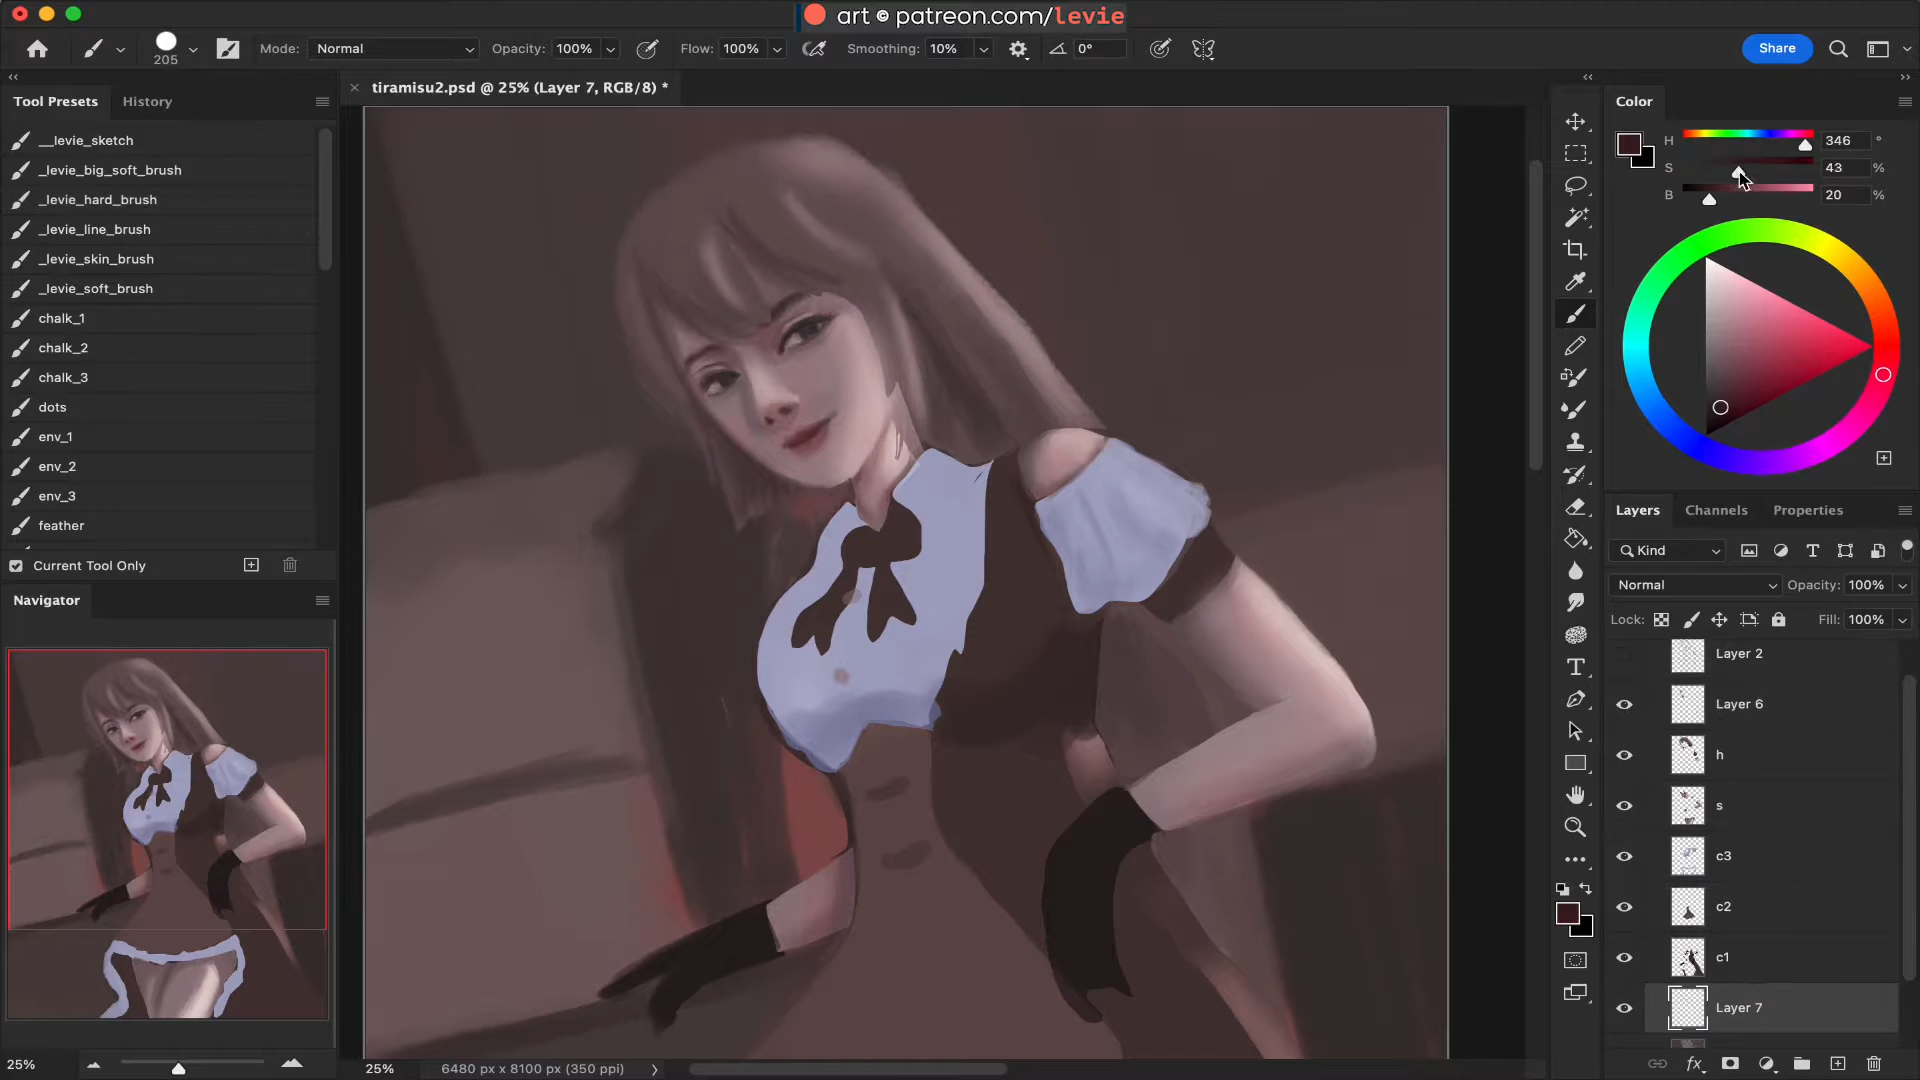 art © patreon.com/levie
205
Mode: Normal
Opacity: 100%
Flow: 100%
Smoothing: 10%
0°
Share
Tool Presets
History
tiramisu2.psd @ 25% (Layer 7, RGB/8) *
Color
__levie_sketch
_levie_big_soft_brush
_levie_hard_brush
_levie_line_brush
_levie_skin_brush
_levie_soft_brush
chalk_1
chalk_2
chalk_3
dots
env_1
env_2
env_3
feather
Current Tool Only
Navigator
25%
25%
6480 px x 8100 px (350 ppi)
H 346 °
S 43 %
B 20 %
Layers
Channels
Properties
Kind
Normal
Opacity: 100%
Lock:
Fill: 100%
Layer 2
Layer 6
h
s
c3
c2
c1
Layer 7
fx